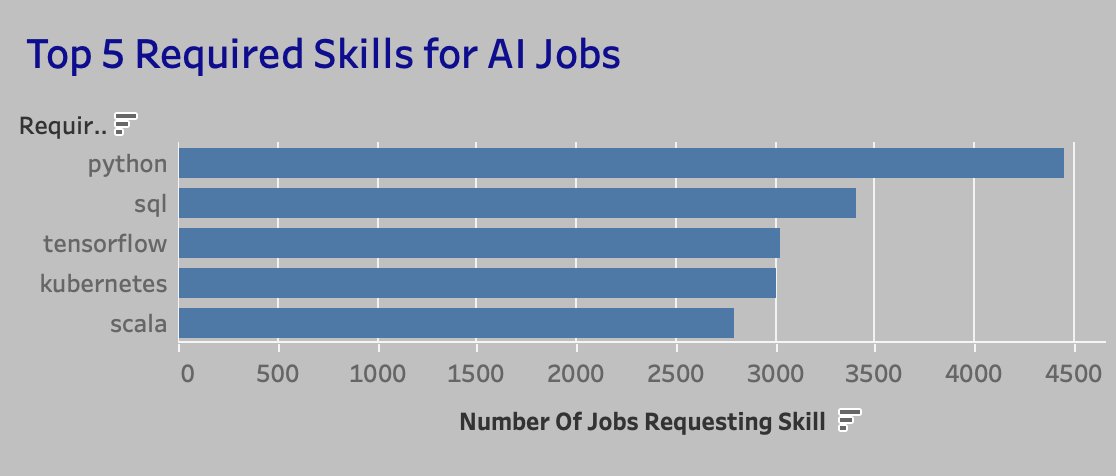 Top 5 Required Skills for AI Jobs
Requir..
python
sql
tensorflow
kubernetes
scala
0 500 1000 1500 2000 2500 3000 3500 4000 4500
Number Of Jobs Requesting Skill